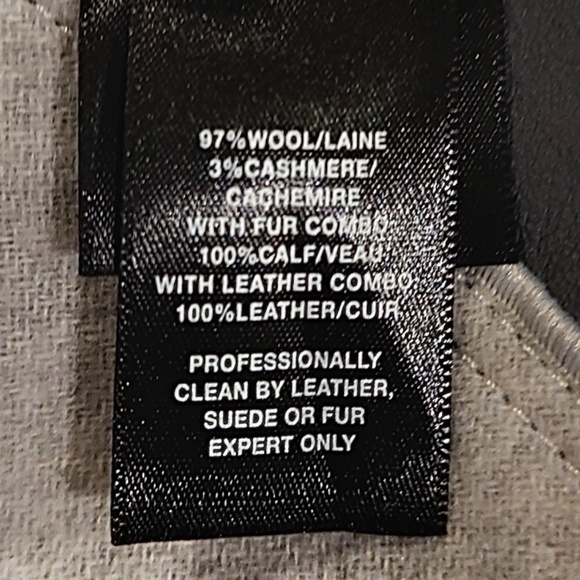 97%WOOL/LAINE
3%CASHMERE/
CACHEMIRE
WITH FUR COMBO
100%CALF/VEAU
WITH LEATHER COMBO
100%LEATHER/CUIR
PROFESSIONALLY
CLEAN BY LEATHER,
SUEDE OR FUR
EXPERT ONLY